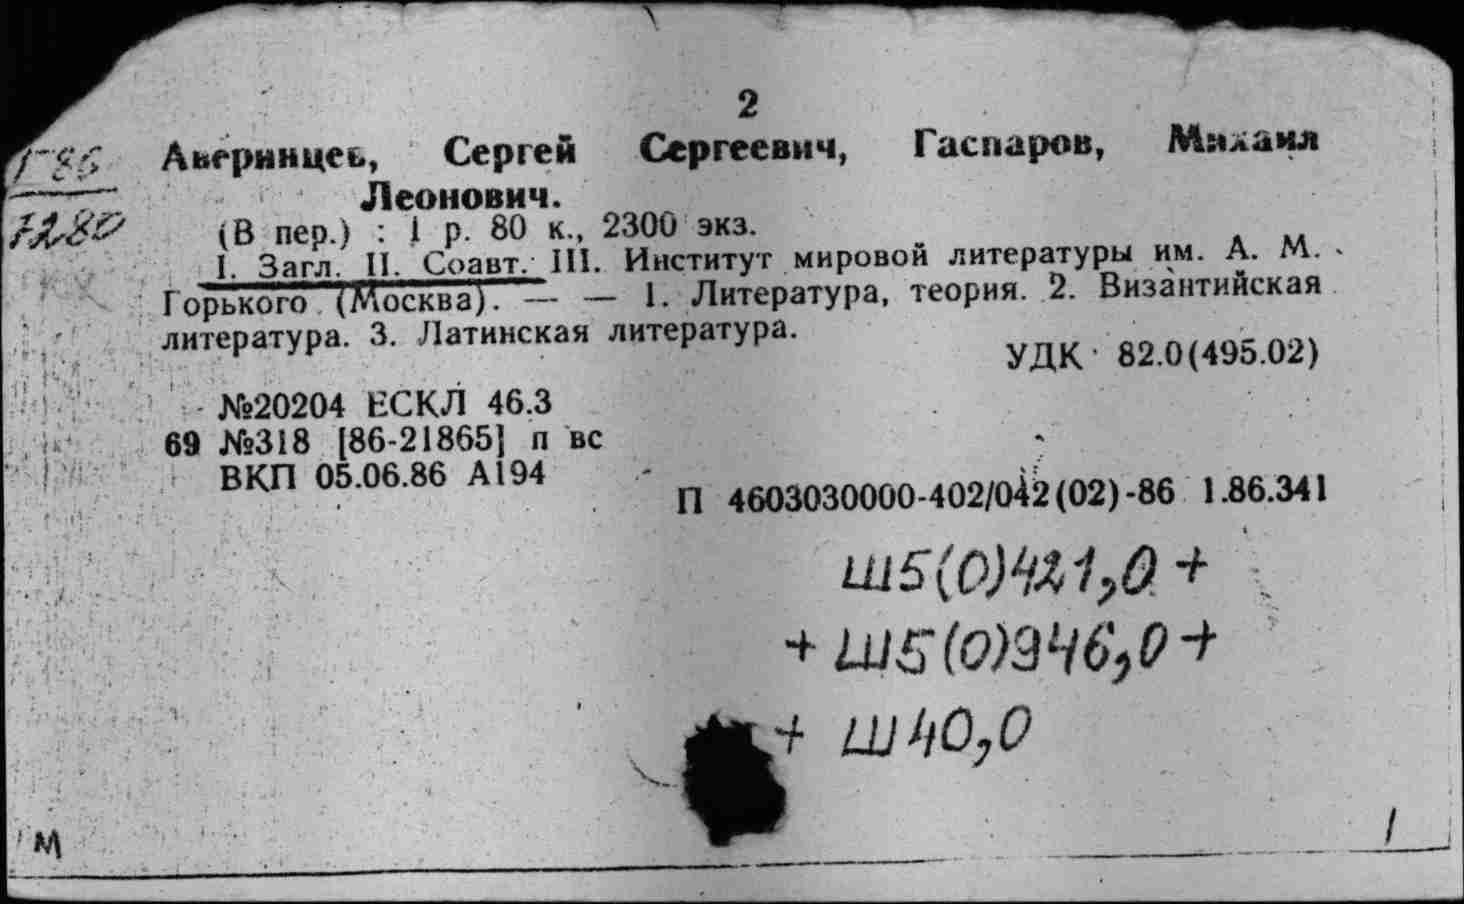 2
Г86
7280
Аверинцев, Сергей Сергеевич, Гаспаров, Михаил
Леонович.
(В пер.) : 1 р. 80 к., 2300 экз.
I. Загл. II. Соавт. III. Институт мировой литературы им. А. М.
Горького (Москва). — — 1. Литература, теория. 2. Византийская
литература. 3. Латинская литература.
УДК 82.0(495.02)
№20204 ЕСКЛ 46.3
69 №318 [86-21865] п вс
ВКП 05.06.86 А194
П 4603030000-402/042(02)-86 1.86.341
Ш5(0)421,0 +
+ Ш5(0)946,0 +
+ Ш40,0
м
1